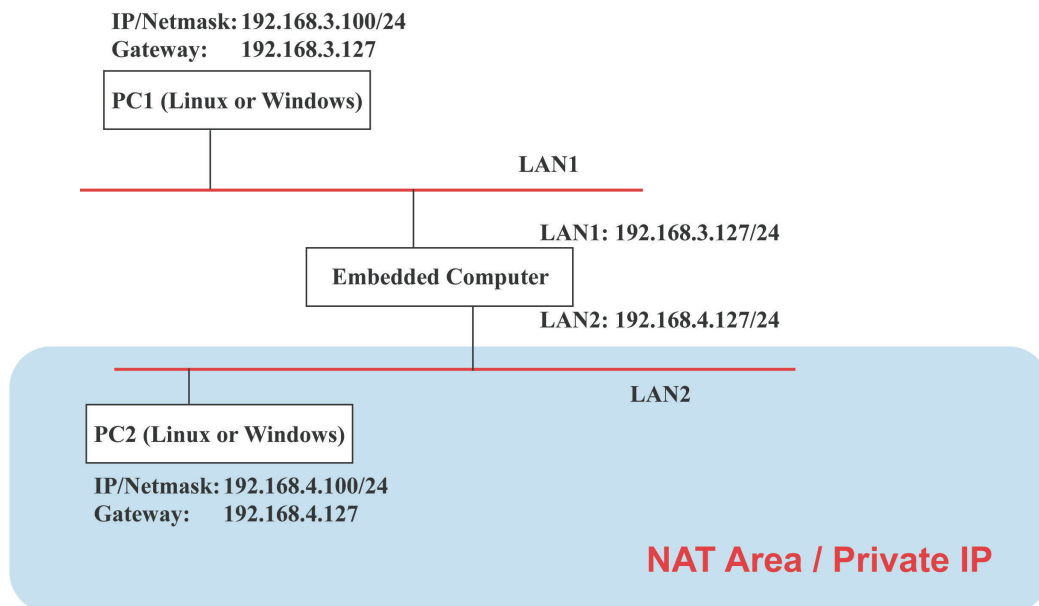 IP/Netmask: 192.168.3.100/24
Gateway: 192.168.3.127
PC1 (Linux or Windows)
LAN1
LAN1: 192.168.3.127/24
Embedded Computer
LAN2: 192.168.4.127/24
LAN2
PC2 (Linux or Windows)
IP/Netmask: 192.168.4.100/24
Gateway: 192.168.4.127
NAT Area / Private IP